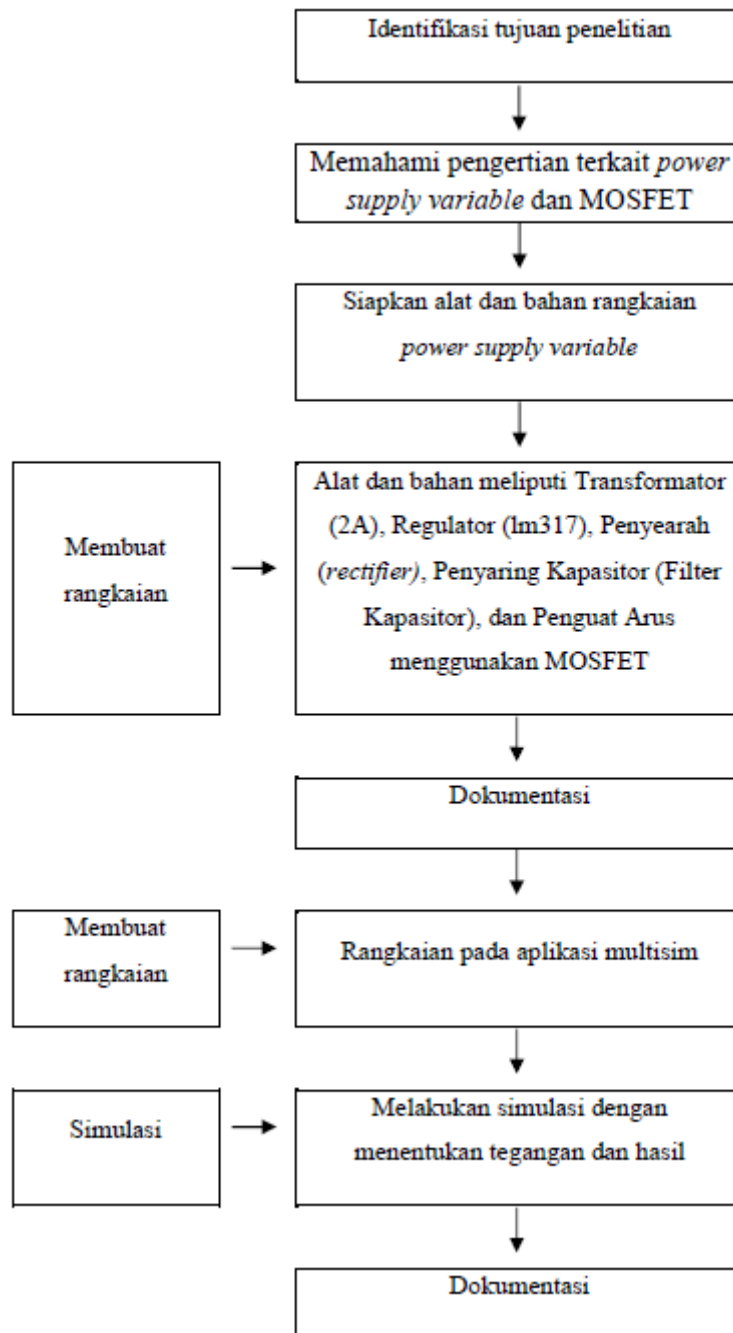 Identifikasi tujuan penelitian
Memahami pengertian terkait power
supply variable dan MOSFET
Siapkan alat dan bahan rangkaian
power supply variable
Membuat
rangkaian
Alat dan bahan meliputi Transformator
(2A), Regulator (lm317), Penyearah
(rectifier), Penyaring Kapasitor (Filter
Kapasitor), dan Penguat Arus
menggunakan MOSFET
Dokumentasi
Membuat
rangkaian
Rangkaian pada aplikasi multisim
Simulasi
Melakukan simulasi dengan
menentukan tegangan dan hasil
Dokumentasi